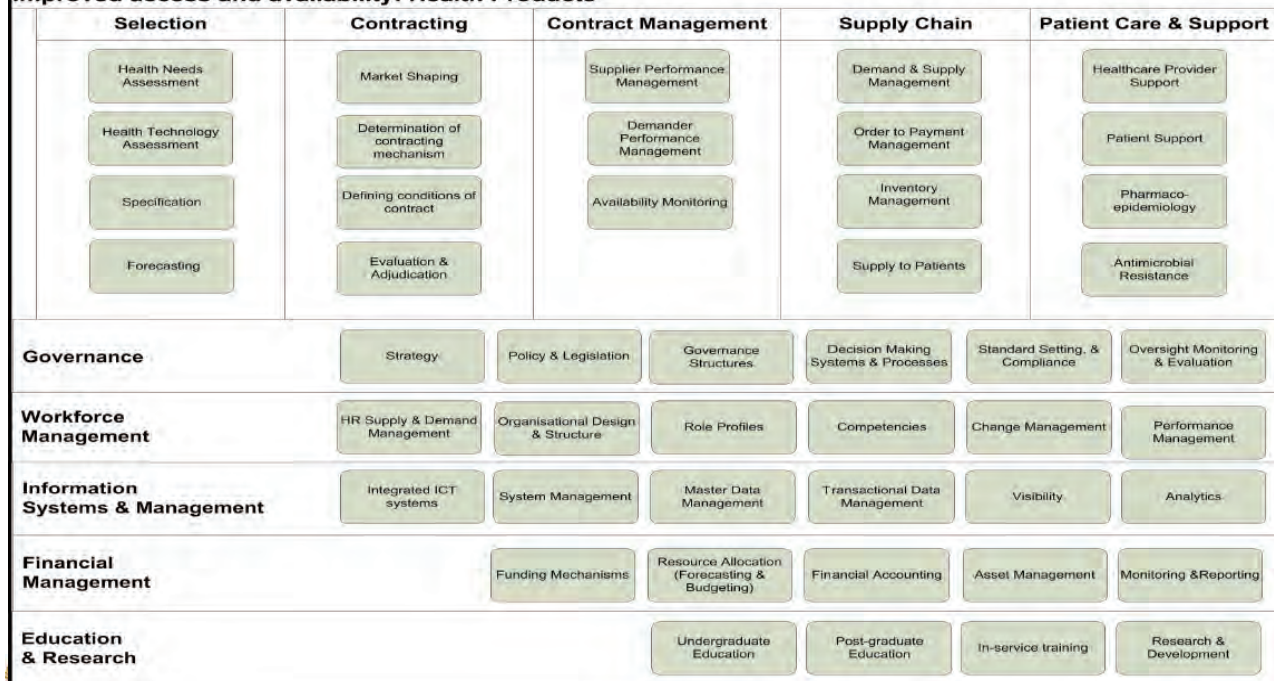 Improved access and availability: Health Products
Selection
Contracting
Contract Management
Supply Chain
Patient Care & Support
Health Needs
Assessment
Health Technology
Assessment
Specification
Forecasting
Market Shaping
Determination of
contracting
mechanism
Defining conditions of
contract
Evaluation &
Adjudication
Supplier Performance
Management
Demander
Performance
Management
Availability Monitoring
Demand & Supply
Management
Order to Payment
Management
Inventory
Management
Supply to Patients
Healthcare Provider
Support
Patient Support
Pharmaco-
epidemiology
Antimicrobial
Resistance
Governance
Strategy
Policy & Legislation
Governance
Structures
Decision Making
Systems & Processes
Standard Setting, &
Compliance
Oversight Monitoring
& Evaluation
Workforce
Management
HR Supply & Demand
Management
Organisational Design
& Structure
Role Profiles
Competencies
Change Management
Performance
Management
Information
Systems & Management
Integrated ICT
systems
System Management
Master Data
Management
Transactional Data
Management
Visibility
Analytics
Financial
Management
Funding Mechanisms
Resource Allocation
(Forecasting &
Budgeting)
Financial Accounting
Asset Management
Monitoring &Reporting
Education
& Research
Undergraduate
Education
Post-graduate
Education
In-service training
Research &
Development